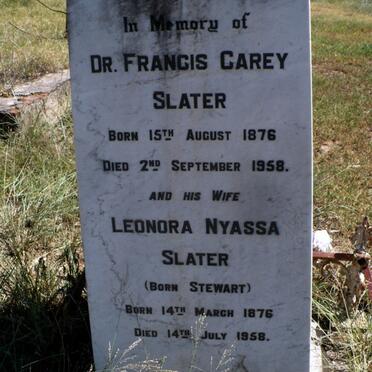 In Memory of
DR. FRANCIS CAREY
SLATER
BORN 15TH AUGUST 1876
DIED 2ND SEPTEMBER 1958.
AND HIS WIFE
LEONORA NYASSA
SLATER
(BORN STEWART)
BORN 14TH MARCH 1876
DIED 14TH JULY 1958.